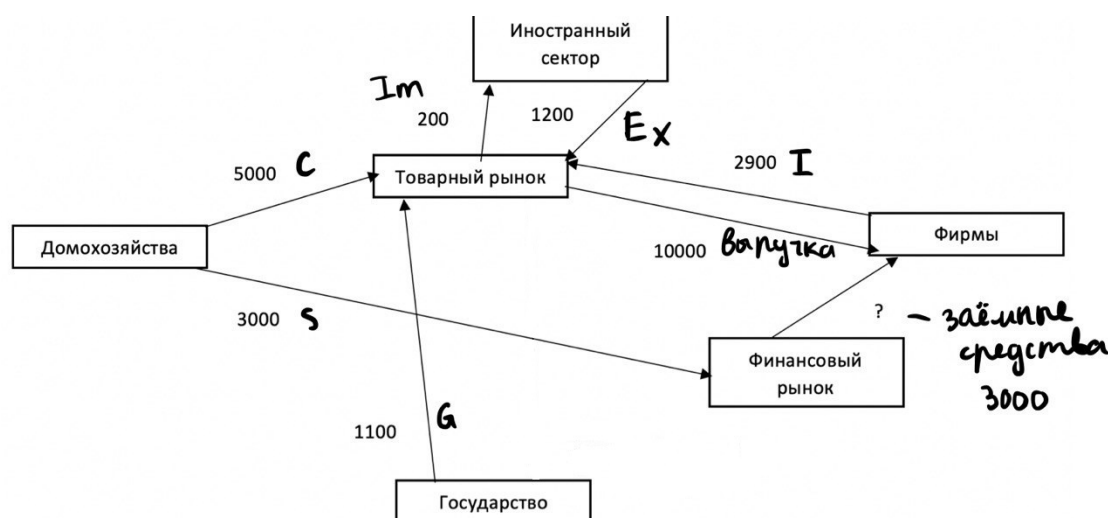 Иностранный
сектор
Im
200
1200
Ex
5000 C
Товарный рынок
2900 I
Домохозяйства
10000 выручка
Фирмы
3000 S
? – заёмные
средства
3000
Финансовый
рынок
1100 G
Государство